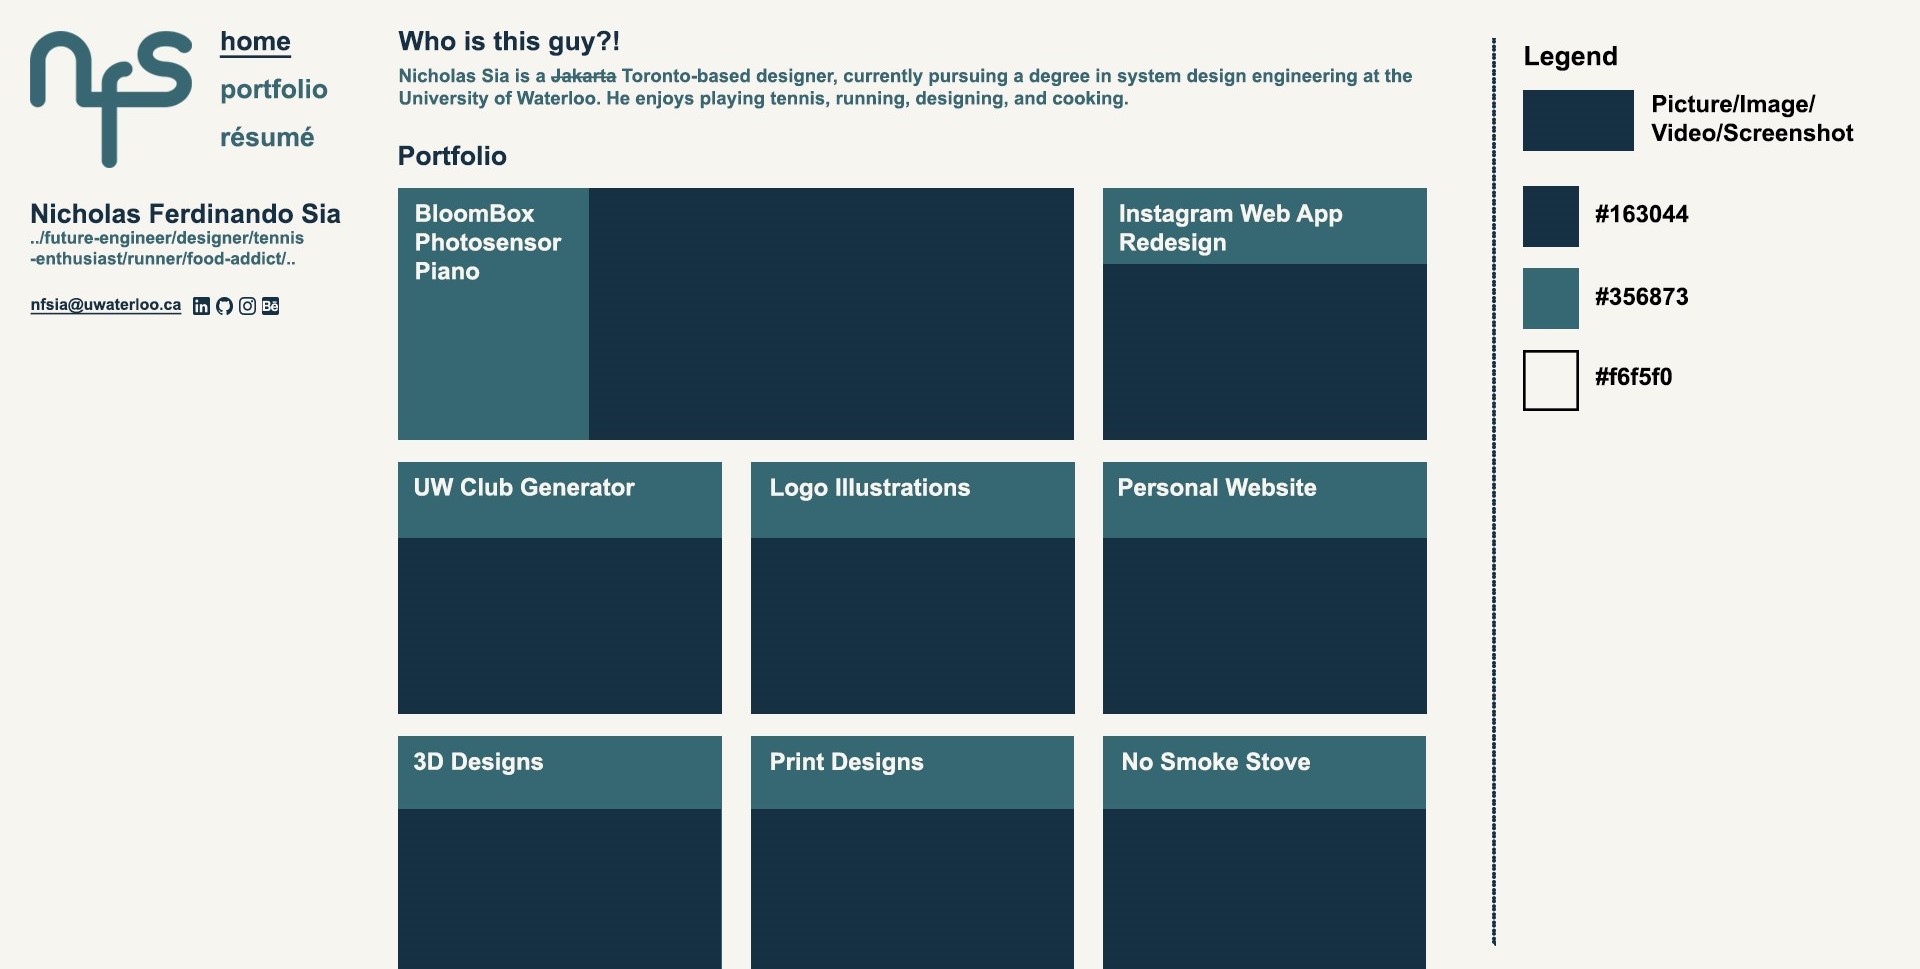 nfs
home
portfolio
résumé
Nicholas Ferdinando Sia
../future-engineer/designer/tennis
-enthusiast/runner/food-addict/..
nfsia@uwaterloo.ca in Bē
Who is this guy?!
Nicholas Sia is a Jakarta Toronto-based designer, currently pursuing a degree in system design engineering at the
University of Waterloo. He enjoys playing tennis, running, designing, and cooking.
Portfolio
BloomBox
Photosensor
Piano
Instagram Web App
Redesign
UW Club Generator
Logo Illustrations
Personal Website
3D Designs
Print Designs
No Smoke Stove
Legend
Picture/Image/
Video/Screenshot
#163044
#356873
#f6f5f0